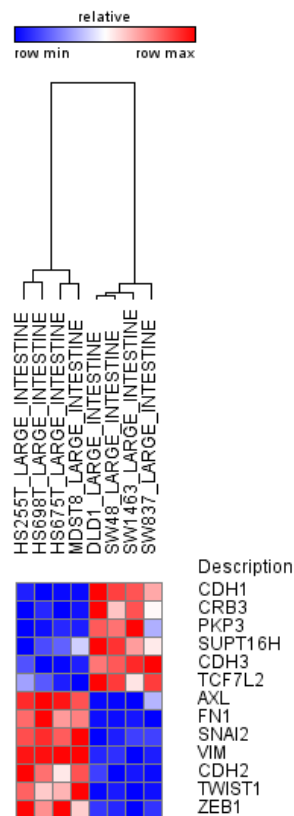 relative
row min row max
HS255T_LARGE_INTESTINE
HS698T_LARGE_INTESTINE
HS675T_LARGE_INTESTINE
MDST8_LARGE_INTESTINE
DLD1_LARGE_INTESTINE
SW48_LARGE_INTESTINE
SW1463_LARGE_INTESTINE
SW837_LARGE_INTESTINE
Description
CDH1
CRB3
PKP3
SUPT16H
CDH3
TCF7L2
AXL
FN1
SNAI2
VIM
CDH2
TWIST1
ZEB1